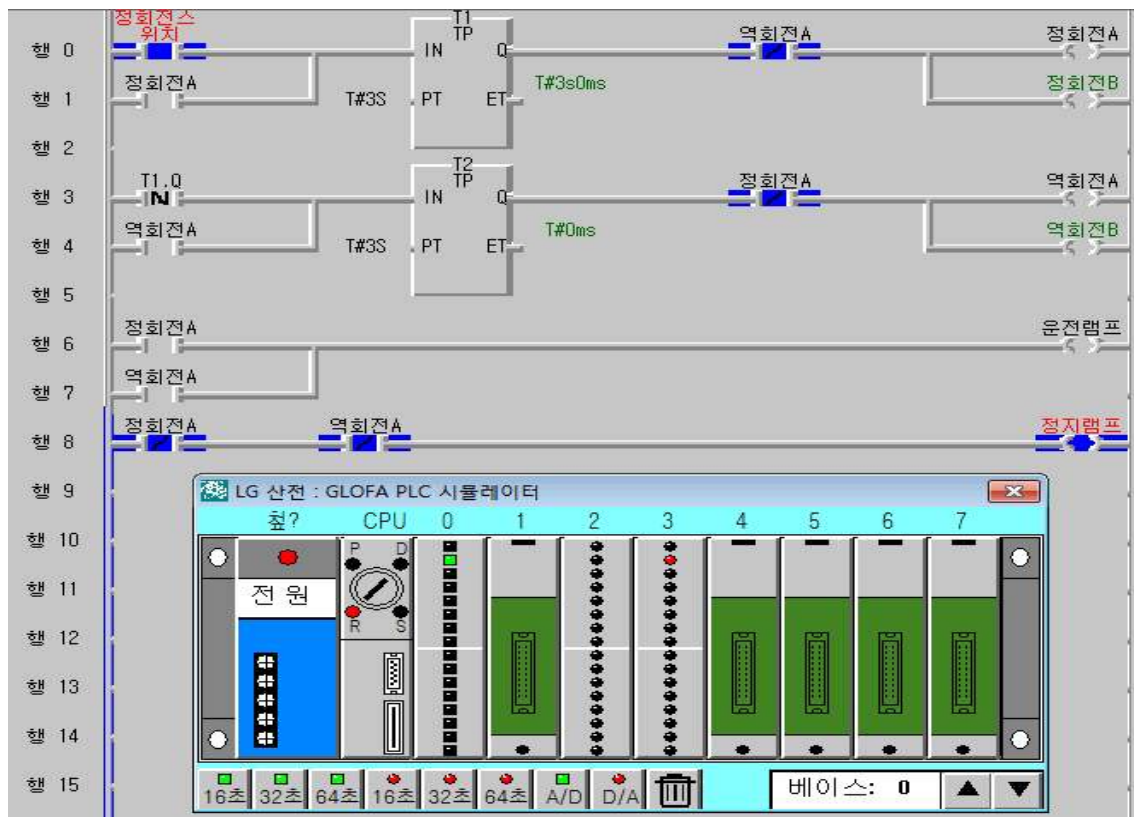 정회전스
위치
T1
TP
역회전A
정회전A
행 0
IN
Q
정회전A
T#3s0ms
정회전B
행 1
T#3S
PT
ET
행 2
T2
TP
T1.Q
정회전A
역회전A
행 3
N
IN
Q
역회전A
T#0ms
역회전B
행 4
T#3S
PT
ET
행 5
정회전A
운전램프
행 6
역회전A
행 7
정회전A
역회전A
정지램프
행 8
행 9
LG 산전 : GLOFA PLC 시뮬레이터
첲? CPU 0 1 2 3 4 5 6 7
행 10
P D
행 11
전 원
행 12
R S
행 13
행 14
행 15
16초 32초 64초 16초 32초 64초 A/D D/A
베이스: 0